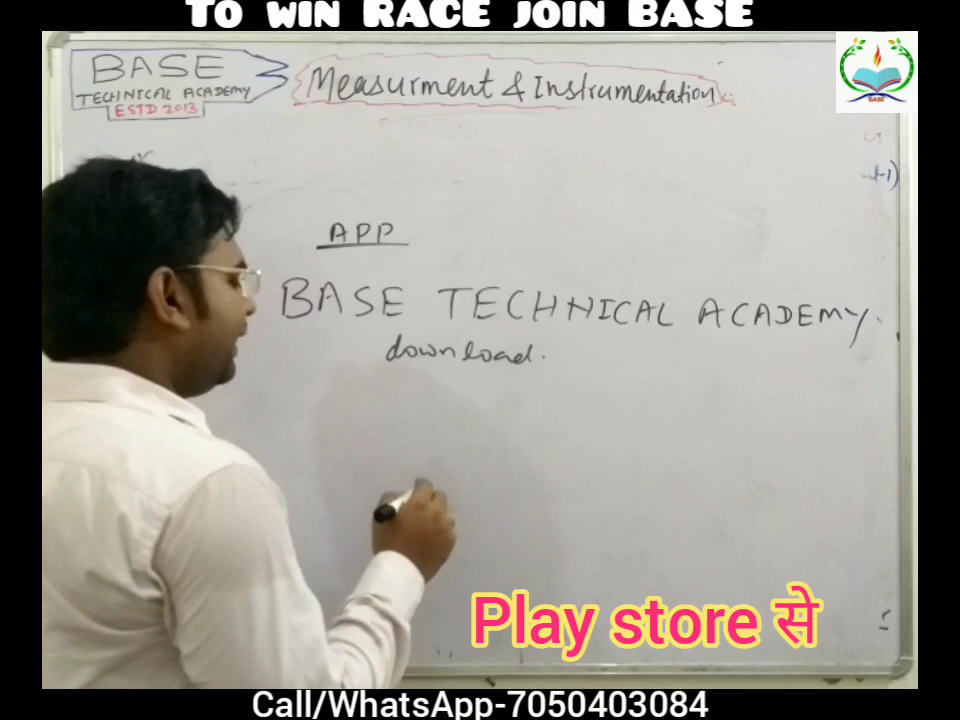 TO WIN RACE JOIN BASE
BASE
TECHNICAL ACADEMY
ESTD 2013
Measurment & Instrumentation
BASE
APP
BASE TECHNICAL ACADEMY.
download.
Play store से
Call/WhatsApp-7050403084